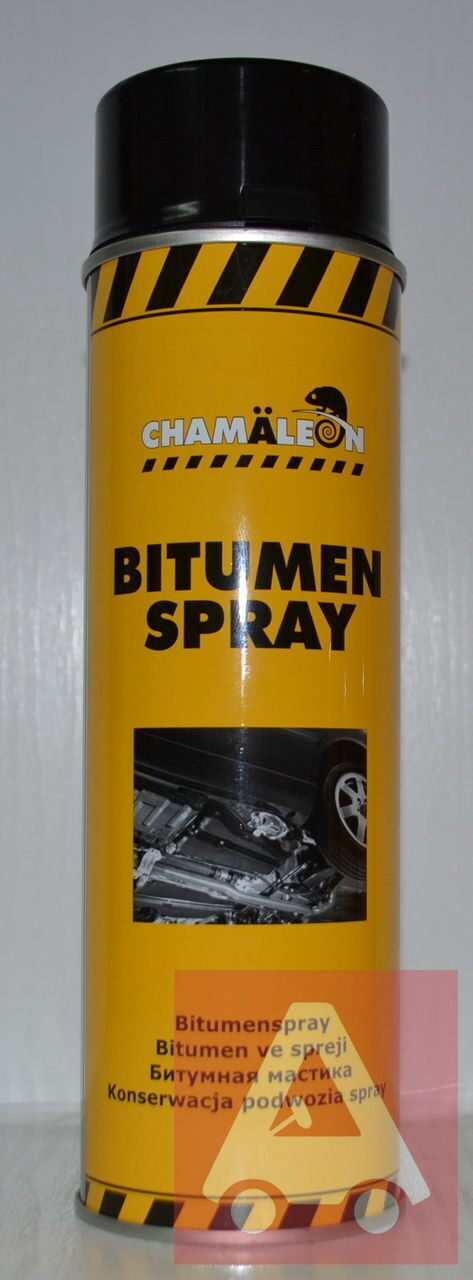 CHAMÄLEON
BITUMEN
SPRAY
Bitumenspray
Bitumen ve spreji
Битумная мастика
Konserwacja podwozia spray